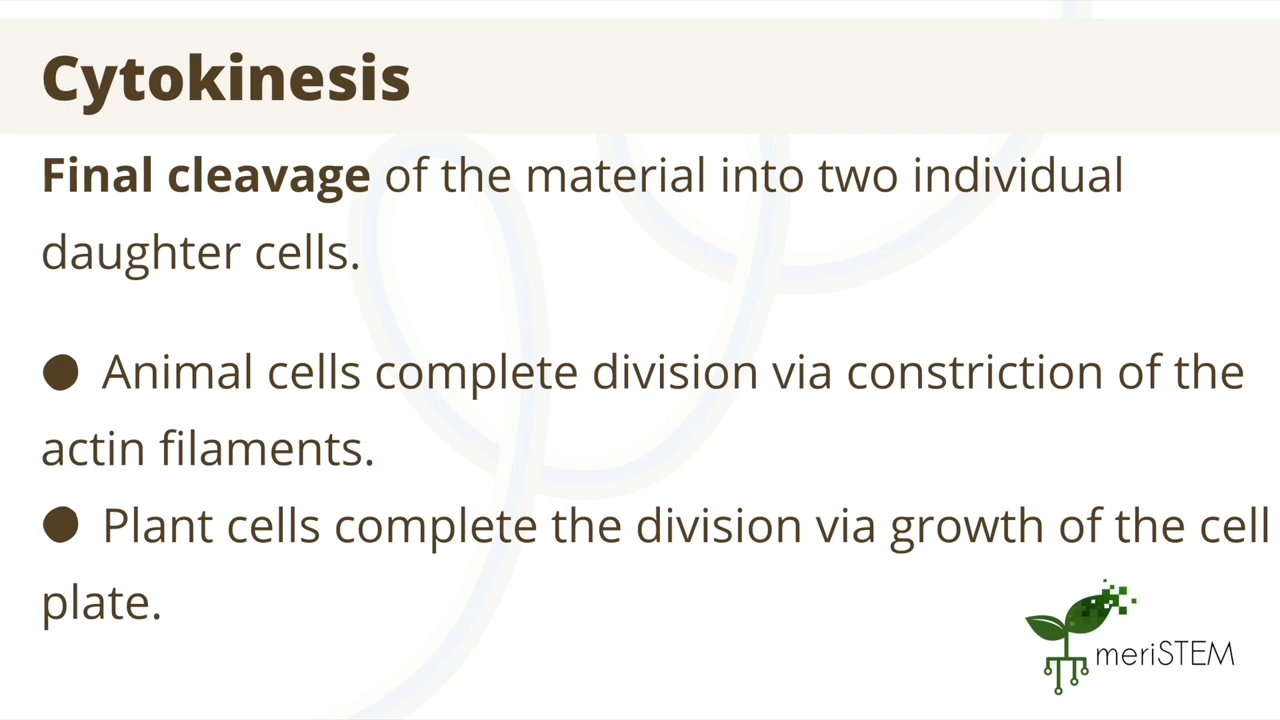 Cytokinesis
Final cleavage of the material into two individual
daughter cells.
● Animal cells complete division via constriction of the
actin filaments.
● Plant cells complete the division via growth of the cell
plate.
meriSTEM